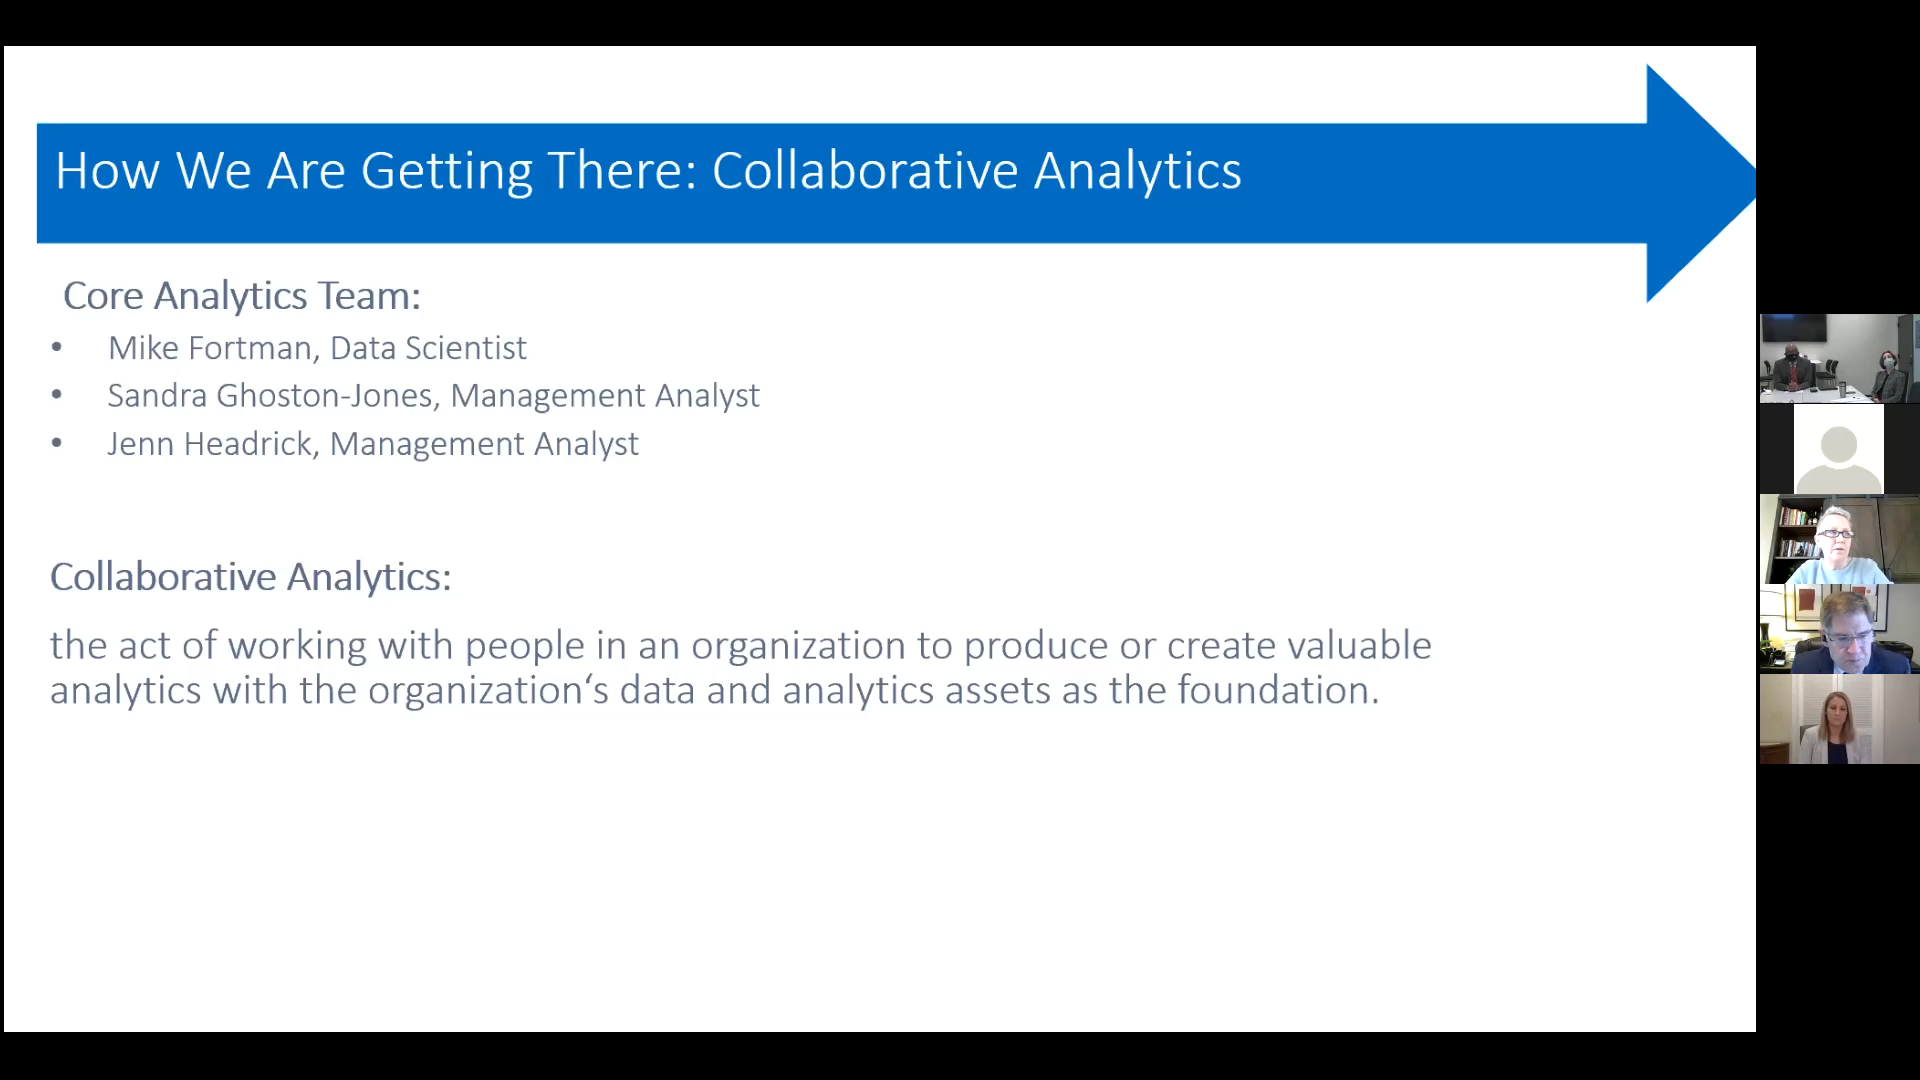 How We Are Getting There: Collaborative Analytics
Core Analytics Team:
• Mike Fortman, Data Scientist
• Sandra Ghoston-Jones, Management Analyst
• Jenn Headrick, Management Analyst
Collaborative Analytics:
the act of working with people in an organization to produce or create valuable
analytics with the organization‘s data and analytics assets as the foundation.